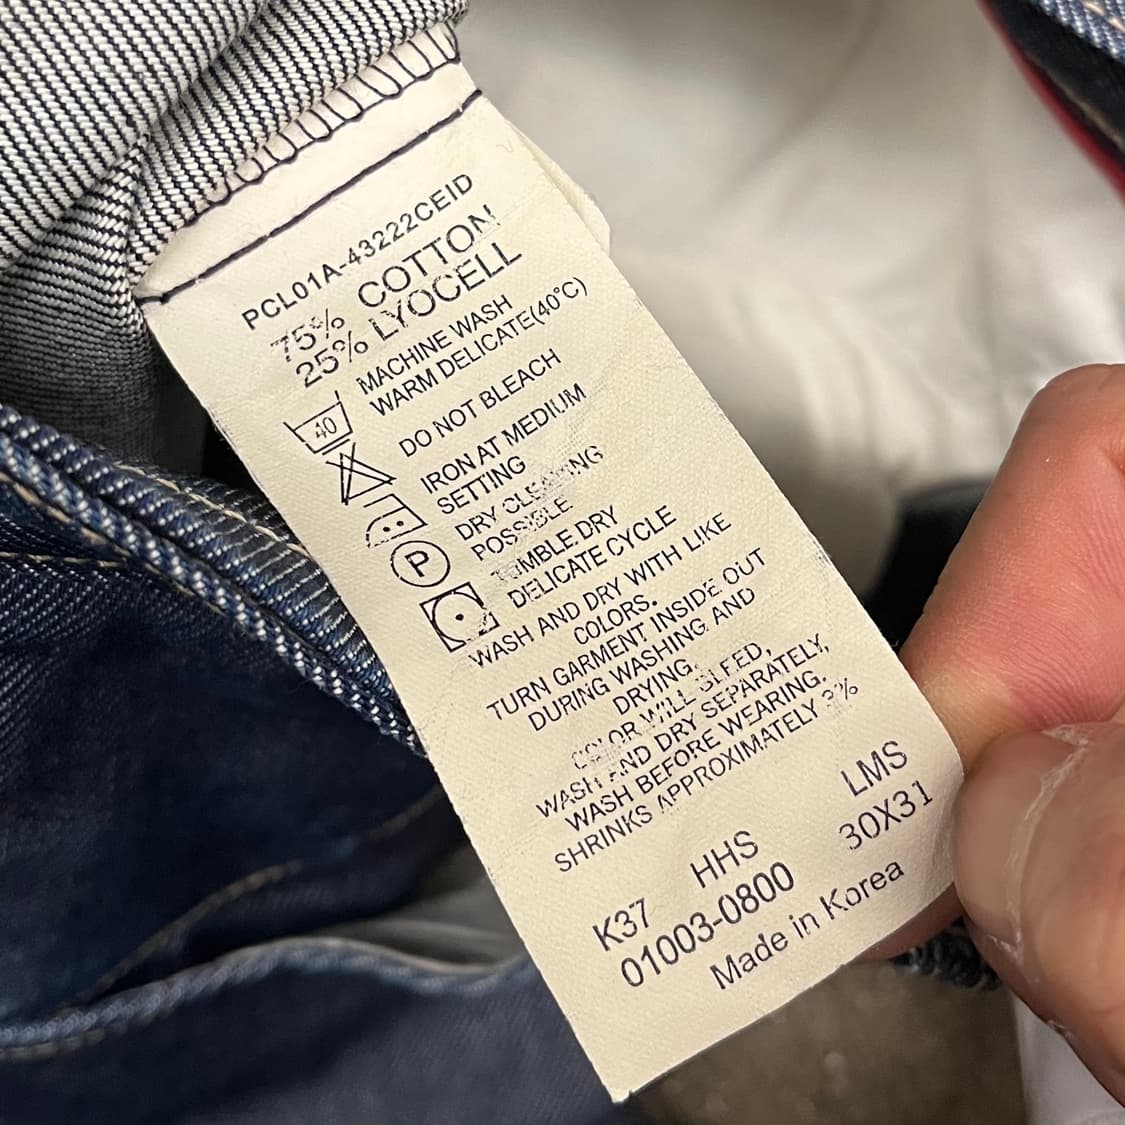 PCL01A-43222CEID
75% COTTON
25% LYOCELL
40
MACHINE WASH
WARM DELICATE(40°C)
DO NOT BLEACH
IRON AT MEDIUM
SETTING
P
DRY CLEANING
POSSIBLE
TUMBLE DRY
DELICATE CYCLE
WASH AND DRY WITH LIKE
COLORS.
TURN GARMENT INSIDE OUT
DURING WASHING AND
DRYING.
COLOR WILL BLEED,
WASH AND DRY SEPARATELY,
WASH BEFORE WEARING.
SHRINKS APPROXIMATELY
LMS
HHS 30X31
K37
01003-0800
Made in Korea